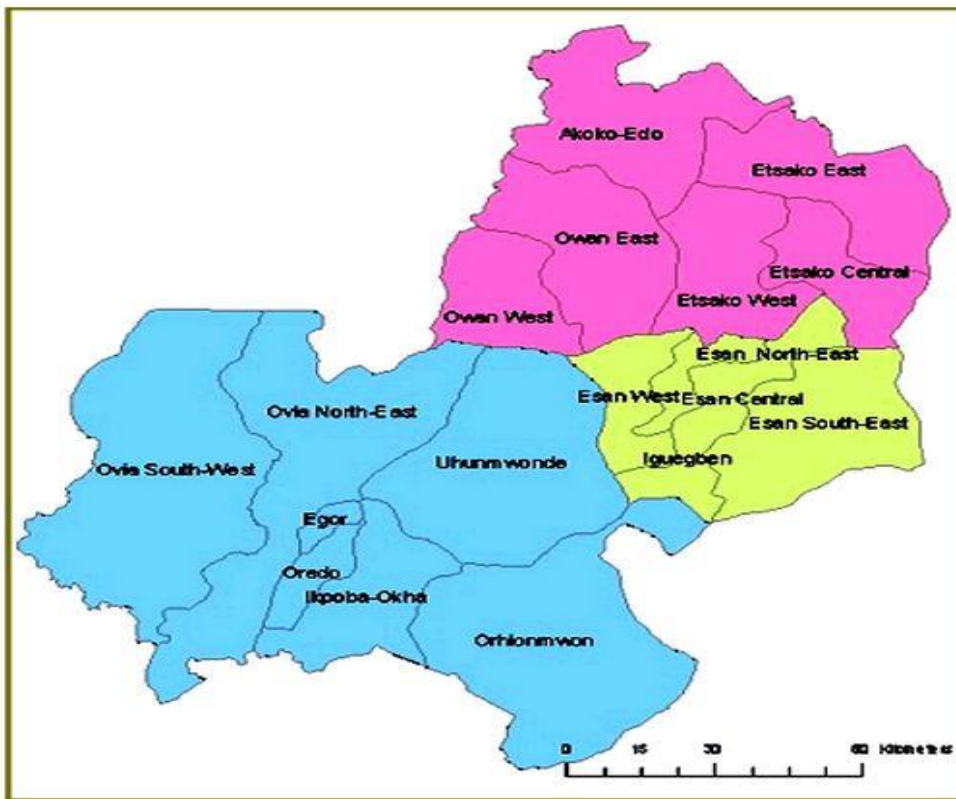 Akoko-Edo
Etsako East
Owan East
Etsako Central
Etsako West
Owan West
Esan North-East
Esan West
Esan Central
Esan South-East
Ovia North-East
Iguegben
Uhunmwonde
Ovia South-West
Egor
Oredo
Ikpoba-Okha
Orhionmwon
0 15 30 60 Kilometers